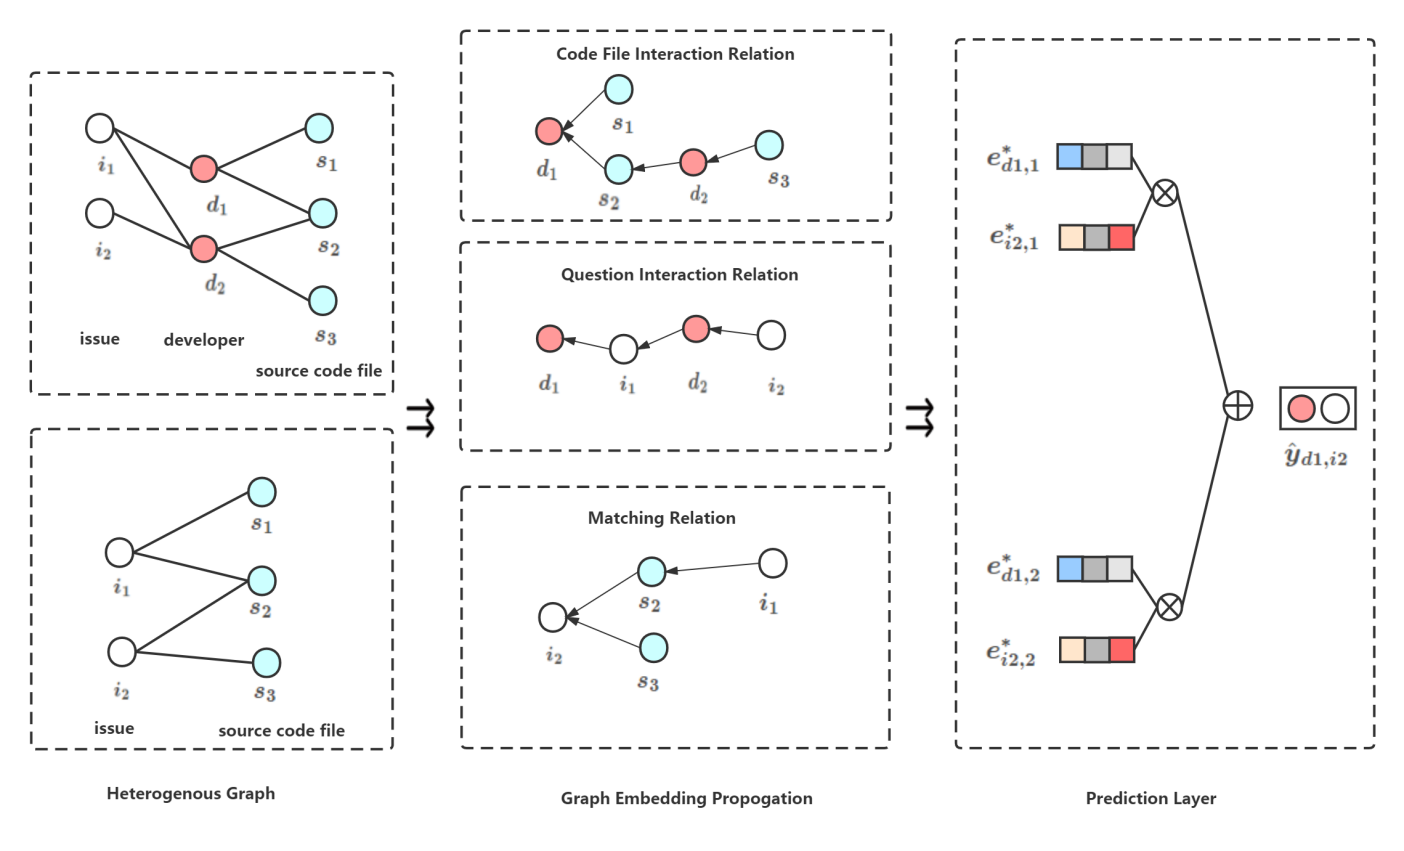 i1
i2
d1
d2
s1
s2
s3
issue
developer
source code file
s1
s2
s3
i1
i2
issue
source code file
Heterogenous Graph
Code File Interaction Relation
s1
d1
s2
d2
s3
Question Interaction Relation
d1
i1
d2
i2
Matching Relation
s2
i1
i2
s3
Graph Embedding Propogation
e*d1,1
e*i2,1
ŷd1,i2
e*d1,2
e*i2,2
Prediction Layer